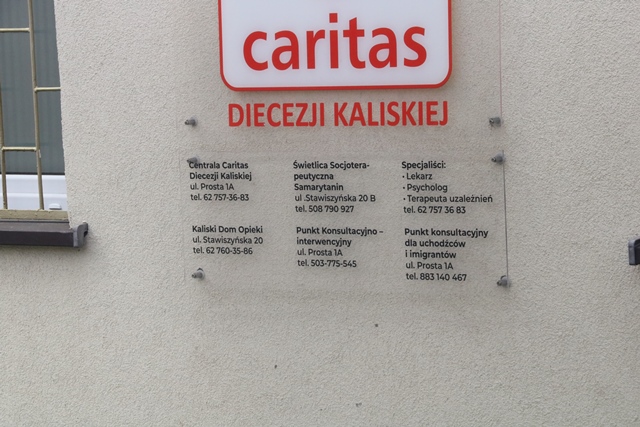 caritas
DIECEZJI KALISKIEJ
Centrala Caritas
Diecezji Kaliskiej
ul. Prosta 1A
tel. 62 757-36-83
Kaliski Dom Opieki
ul. Stawiszyńska 20
tel. 62 760-35-86
Świetlica Socjotera-
peutyczna
Samarytanin
ul .Stawiszyńska 20 B
tel. 508 790 927
Punkt Konsultacyjno –
interwencyjny
ul. Prosta 1A
tel. 503-775-545
Specjaliści:
• Lekarz
• Psycholog
• Terapeuta uzależnień
tel. 62 757 36 83
Punkt konsultacyjny
dla uchodźców
i imigrantów
ul. Prosta 1A
tel. 883 140 467